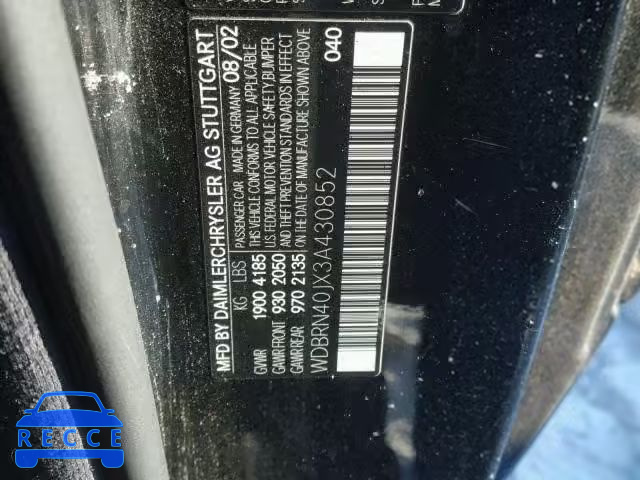 MFD BY DAIMLERCHRYSLER AG STUTTGART
KG LBS PASSENGER CAR MADE IN GERMANY 08/02
GVWR 1900 4185 THIS VEHICLE CONFORMS TO ALL APPLICABLE
GAWR FRONT 930 2050 U.S. FEDERAL MOTOR VEHICLE SAFETY, BUMPER
GAWR REAR 970 2135 AND THEFT PREVENTION STANDARDS IN EFFECT
ON THE DATE OF MANUFACTURE SHOWN ABOVE
WDBRN40JX3A430852 040
RECCE